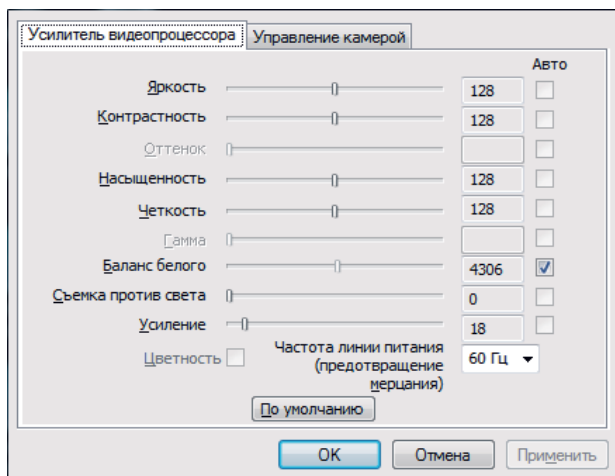 Усилитель видеопроцессора Управление камерой
Авто
Яркость 128
Контрастность 128
Оттенок
Насыщенность 128
Четкость 128
Гамма
Баланс белого 4306
Съемка против света 0
Усиление 18
Цветность Частота линии питания 60 Гц
(предотвращение
мерцания)
По умолчанию
OK Отмена Применить